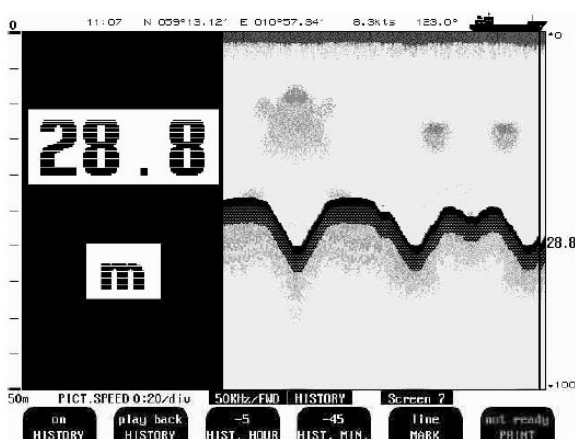 11:07 N 059°13.12' E 010°57.34' 8.3kts 123.0°
0
0
28.8
m
28.8
100
50m PICT.SPEED 0:20/div 50KHz/FWD HISTORY Screen 7
on play back -5 -45 line not ready
HISTORY HISTORY HIST. HOUR HIST. MIN. MARK PRINT